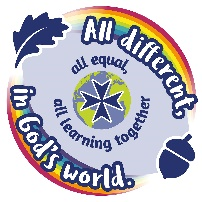 All different,
all equal,
all learning together
in God's world.